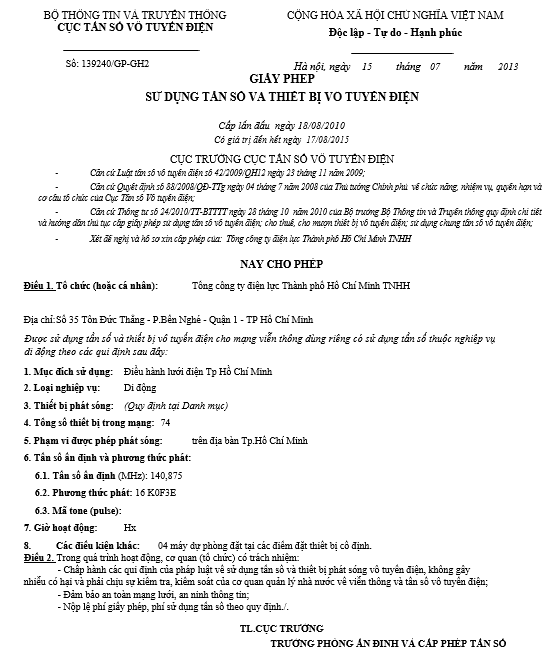 BỘ THÔNG TIN VÀ TRUYỀN THÔNG
CỤC TẦN SỐ VÔ TUYẾN ĐIỆN
CỘNG HÒA XÃ HỘI CHỦ NGHĨA VIỆT NAM
Độc lập - Tự do - Hạnh phúc
Số: 139240/GP-GH2
Hà nội, ngày 15 tháng 07 năm 2013
GIẤY PHÉP
SỬ DỤNG TẦN SỐ VÀ THIẾT BỊ VÔ TUYẾN ĐIỆN
Cấp lần đầu ngày 18/08/2010
Có giá trị đến hết ngày 17/08/2015
CỤC TRƯỞNG CỤC TẦN SỐ VÔ TUYẾN ĐIỆN
- Căn cứ Luật tần số vô tuyến điện số 42/2009/QH12 ngày 23 tháng 11 năm 2009;
- Căn cứ Quyết định số 88/2008/QĐ-TTg ngày 04 tháng 7 năm 2008 của Thủ tướng Chính phủ về chức năng, nhiệm vụ, quyền hạn và
cơ cấu tổ chức của Cục Tần số Vô tuyến điện;
- Căn cứ Thông tư số 24/2010/TT-BTTTT ngày 28 tháng 10 năm 2010 của Bộ trưởng Bộ Thông tin và Truyền thông quy định chi tiết
và hướng dẫn thủ tục cấp giấy phép sử dụng tần số vô tuyến điện; cho thuê, cho mượn thiết bị vô tuyến điện; sử dụng chung tần số vô tuyến điện;
- Xét đề nghị và hồ sơ xin cấp phép của: Tổng công ty điện lực Thành phố Hồ Chí Minh TNHH
NAY CHO PHÉP
Điều 1. Tổ chức (hoặc cá nhân): Tổng công ty điện lực Thành phố Hồ Chí Minh TNHH
Địa chỉ:Số 35 Tôn Đức Thắng - P.Bến Nghé - Quận 1 - TP Hồ Chí Minh
Được sử dụng tần số và thiết bị vô tuyến điện cho mạng viễn thông dùng riêng có sử dụng tần số thuộc nghiệp vụ
di động theo các qui định sau đây:
1. Mục đích sử dụng: Điều hành lưới điện Tp Hồ Chí Minh
2. Loại nghiệp vụ: Di động
3. Thiết bị phát sóng: (Quy định tại Danh mục)
4. Tổng số thiết bị trong mạng: 74
5. Phạm vi được phép phát sóng: trên địa bàn Tp.Hồ Chí Minh
6. Tần số ấn định và phương thức phát:
6.1. Tần số ấn định (MHz): 140,875
6.2. Phương thức phát: 16 K0F3E
6.3. Mã tone (pulse):
7. Giờ hoạt động: Hx
8. Các điều kiện khác: 04 máy dự phòng đặt tại các điểm đặt thiết bị cố định.
Điều 2. Trong quá trình hoạt động, cơ quan (tổ chức) có trách nhiệm:
- Chấp hành các qui định của pháp luật về sử dụng tần số và thiết bị phát sóng vô tuyến điện, không gây
nhiễu có hại và phải chịu sự kiểm tra, kiểm soát của cơ quan quản lý nhà nước về viễn thông và tần số vô tuyến điện;
- Đảm bảo an toàn mạng lưới, an ninh thông tin;
- Nộp lệ phí giấy phép, phí sử dụng tần số theo quy định./.
TL.CỤC TRƯỞNG
TRƯỞNG PHÒNG ẤN ĐỊNH VÀ CẤP PHÉP TẦN SỐ